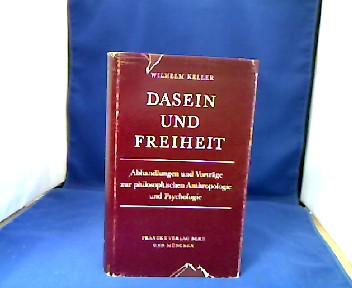 WILHELM KELLER
DASEIN
UND
FREIHEIT
Abhandlungen und Vorträge
zur philosophischen Anthropologie
und Psychologie
FRANCKE VERLAG BERN
UND MÜNCHEN